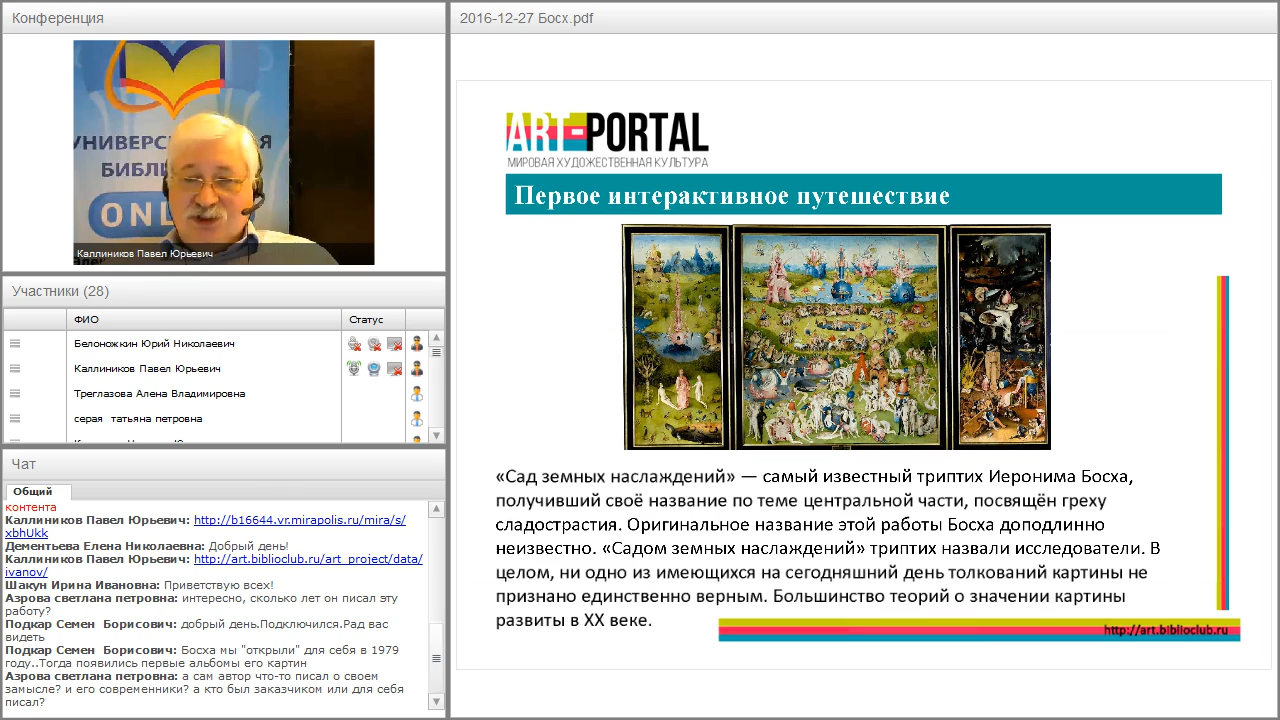 Конференция
УНИВЕРС
АЯ
БИБЛИ
ONL
Каллиников Павел Юрьевич
Участники (28)
ФИО
Статус
Белоножкин Юрий Николаевич
Каллиников Павел Юрьевич
Треглазова Алена Владимировна
серая татьяна петровна
Чат
Общий
контента
Каллиников Павел Юрьевич: http://b16644.vr.mirapolis.ru/mira/s/
xbhUkk
Дементьева Елена Николаевна: Добрый день!
Каллиников Павел Юрьевич: http://art.biblioclub.ru/art_project/data/
ivanov/
Шакун Ирина Ивановна: Приветствую всех!
Азрова светлана петровна: интересно, сколько лет он писал эту
работу?
Подкар Семен Борисович: добрый день.Подключился.Рад вас
видеть
Подкар Семен Борисович: Босха мы "открыли" для себя в 1979
году..Тогда появились первые альбомы его картин
Азрова светлана петровна: а сам автор что-то писал о своем
замысле? и его современники? а кто был заказчиком или для себя
писал?
2016-12-27 Босх.pdf
ART-PORTAL
МИРОВАЯ ХУДОЖЕСТВЕННАЯ КУЛЬТУРА
Первое интерактивное путешествие
«Сад земных наслаждений» — самый известный триптих Иеронима Босха,
получивший своё название по теме центральной части, посвящён греху
сладострастия. Оригинальное название этой работы Босха доподлинно
неизвестно. «Садом земных наслаждений» триптих назвали исследователи. В
целом, ни одно из имеющихся на сегодняшний день толкований картины не
признано единственно верным. Большинство теорий о значении картины
развиты в XX веке.
http://art.biblioclub.ru